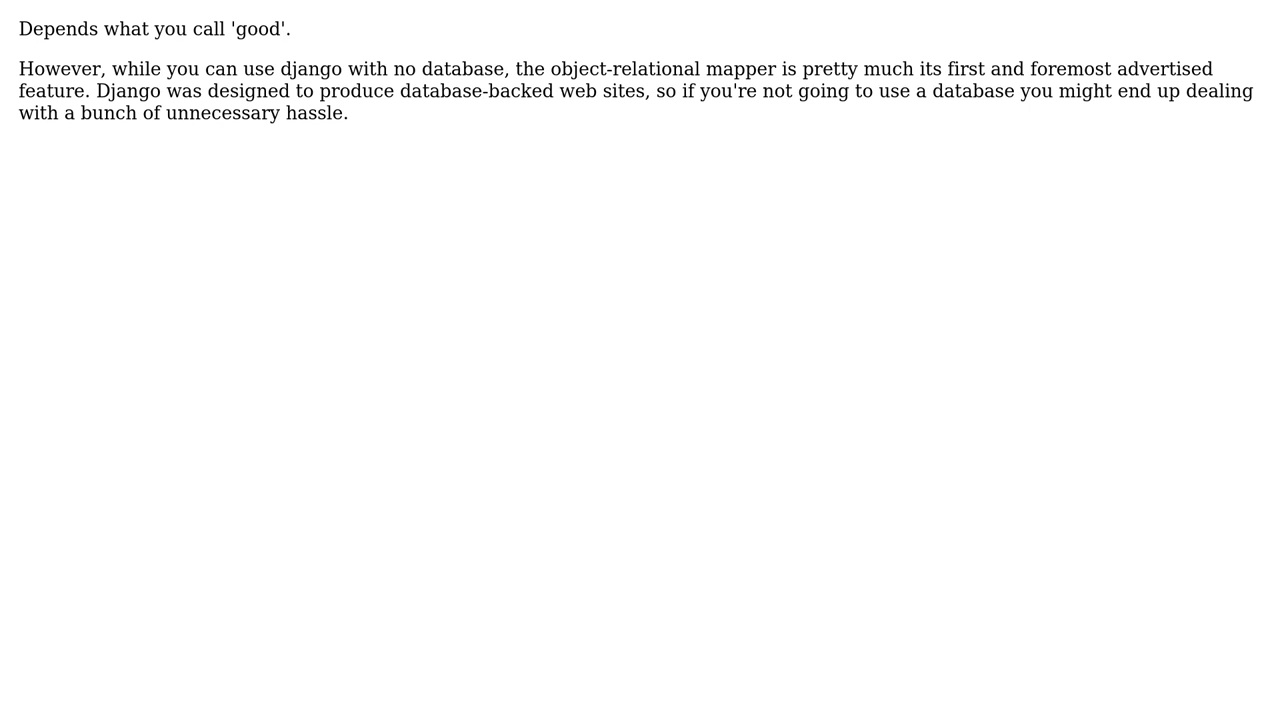 Depends what you call 'good'.
However, while you can use django with no database, the object-relational mapper is pretty much its first and foremost advertised
feature. Django was designed to produce database-backed web sites, so if you're not going to use a database you might end up dealing
with a bunch of unnecessary hassle.